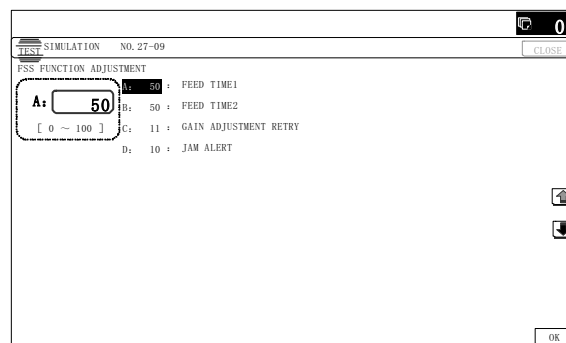 0
TEST SIMULATION NO. 27-09
CLOSE
FSS FUNCTION ADJUSTMENT
A: 50
[ 0 ~ 100 ]
A: 50 : FEED TIME1
B: 50 : FEED TIME2
C: 11 : GAIN ADJUSTMENT RETRY
D: 10 : JAM ALERT
OK